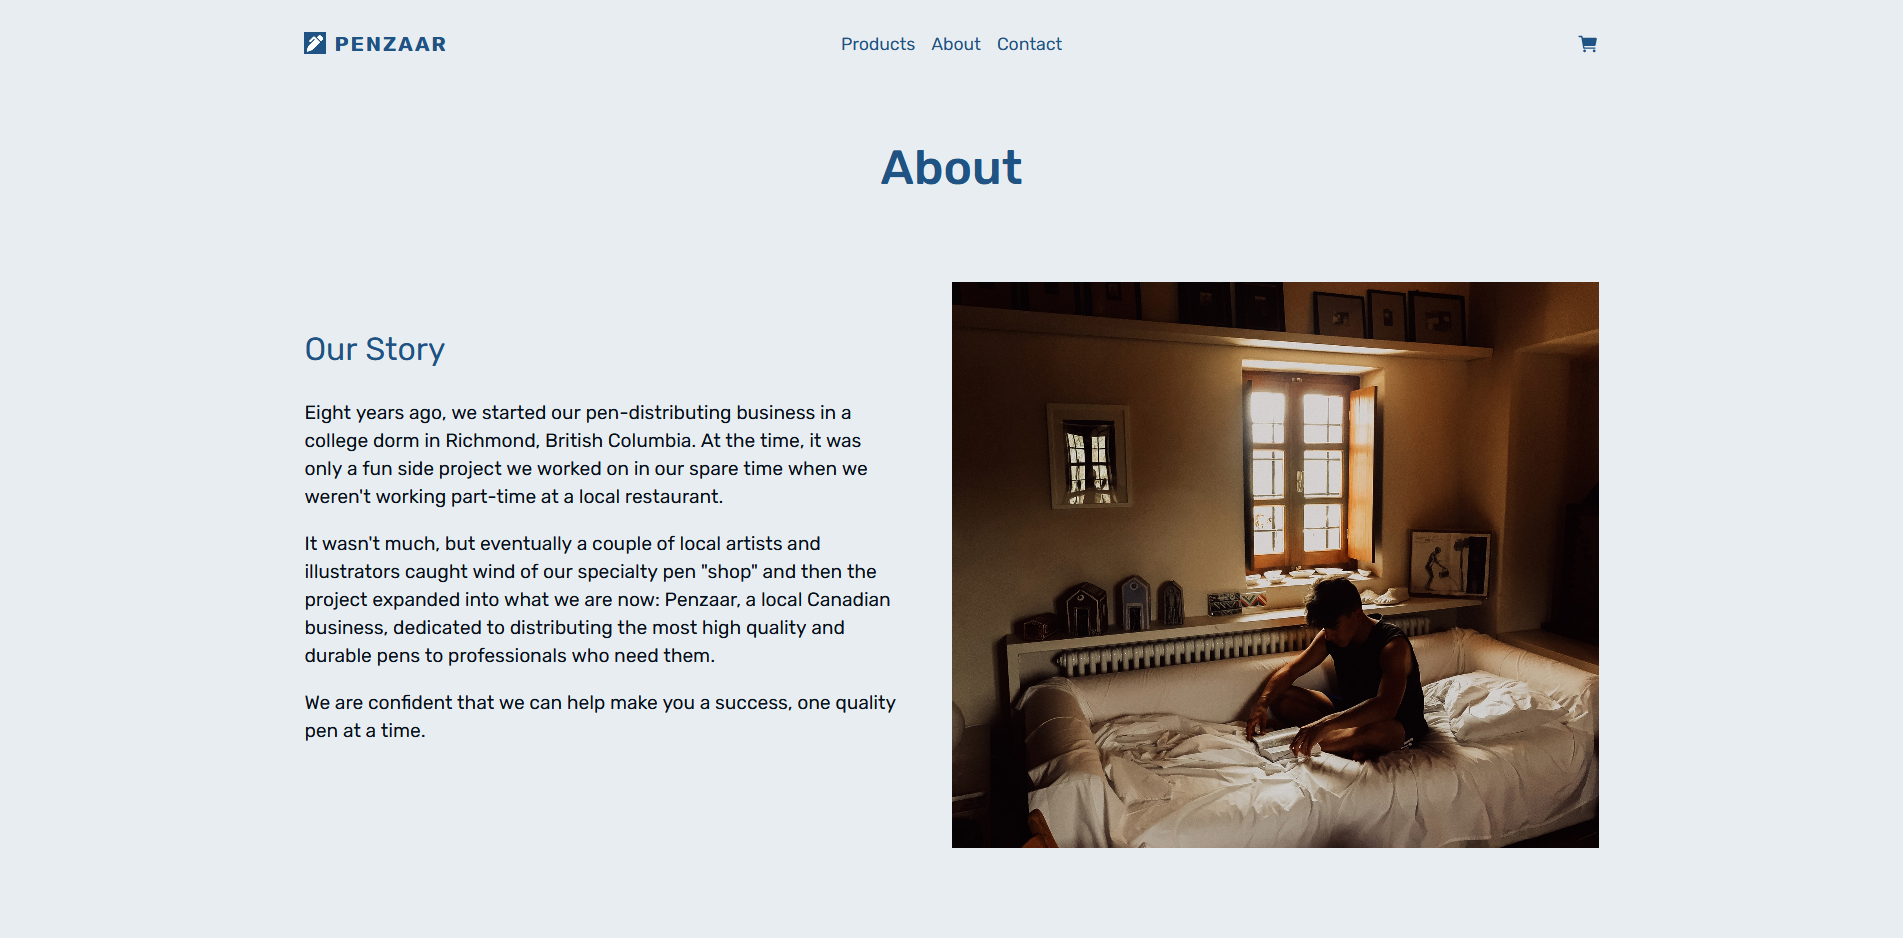 PENZAAR
Products About Contact
About
Our Story
Eight years ago, we started our pen-distributing business in a
college dorm in Richmond, British Columbia. At the time, it was
only a fun side project we worked on in our spare time when we
weren't working part-time at a local restaurant.
It wasn't much, but eventually a couple of local artists and
illustrators caught wind of our specialty pen "shop" and then the
project expanded into what we are now: Penzaar, a local Canadian
business, dedicated to distributing the most high quality and
durable pens to professionals who need them.
We are confident that we can help make you a success, one quality
pen at a time.